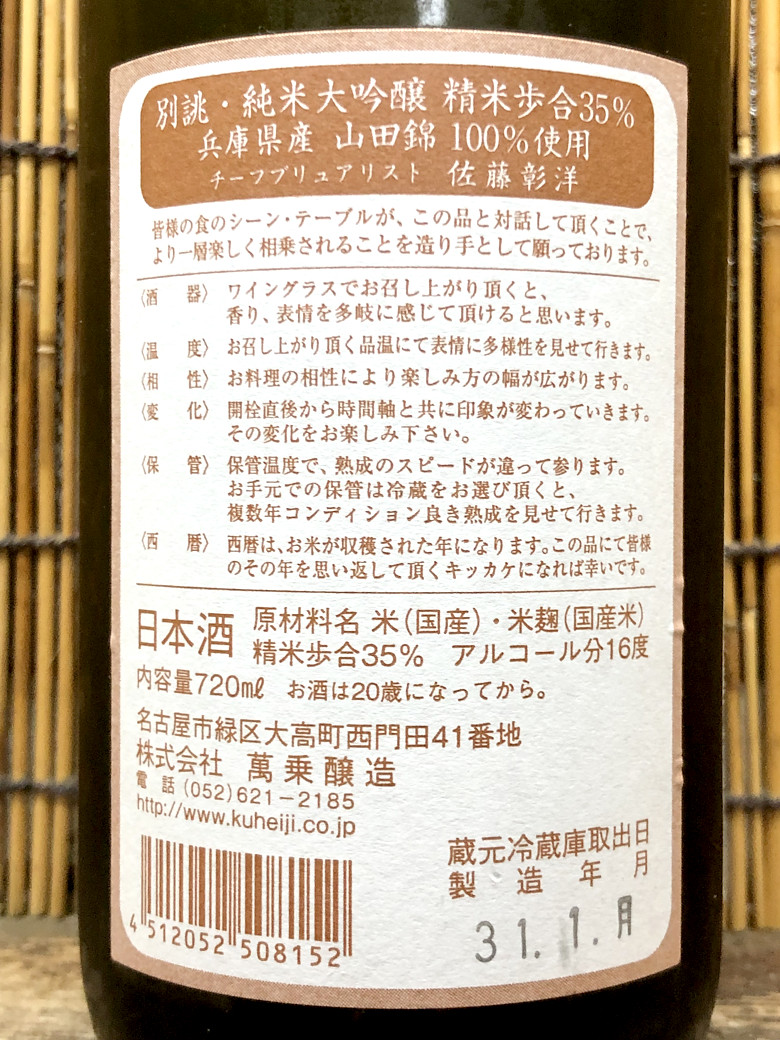 別誂・純米大吟醸 精米歩合35%
兵庫県産 山田錦 100%使用
チーフブリュアリスト 佐藤彰洋
皆様の食のシーン・テーブルが、この品と対話して頂くことで、
より一層楽しく相乗されることを造り手として願っております。
〈酒 器〉 ワイングラスでお召し上がり頂くと、
香り、表情を多岐に感じて頂けると思います。
〈温 度〉 お召し上がり頂く品温にて表情に多様性を見せて行きます。
〈相 性〉 お料理の相性により楽しみ方の幅が広がります。
〈変 化〉 開栓直後から時間軸と共に印象が変わっていきます。
その変化をお楽しみ下さい。
〈保 管〉 保管温度で、熟成のスピードが違って参ります。
お手元での保管は冷蔵をお選び頂くと、
複数年コンディション良き熟成を見せて行きます。
〈西 暦〉 西暦は、お米が収穫された年になります。この品にて皆様
のその年を思い返して頂くキッカケになれば幸いです。
日本酒 原材料名 米(国産)・米麹(国産米)
精米歩合35% アルコール分16度
内容量720㎖ お酒は20歳になってから。
名古屋市緑区大高町西門田41番地
株式会社 萬乗醸造
電 話 (052)621-2185
http://www.kuheiji.co.jp
蔵元冷蔵庫取出日
製 造 年 月
31.1.月
4 512052 508152